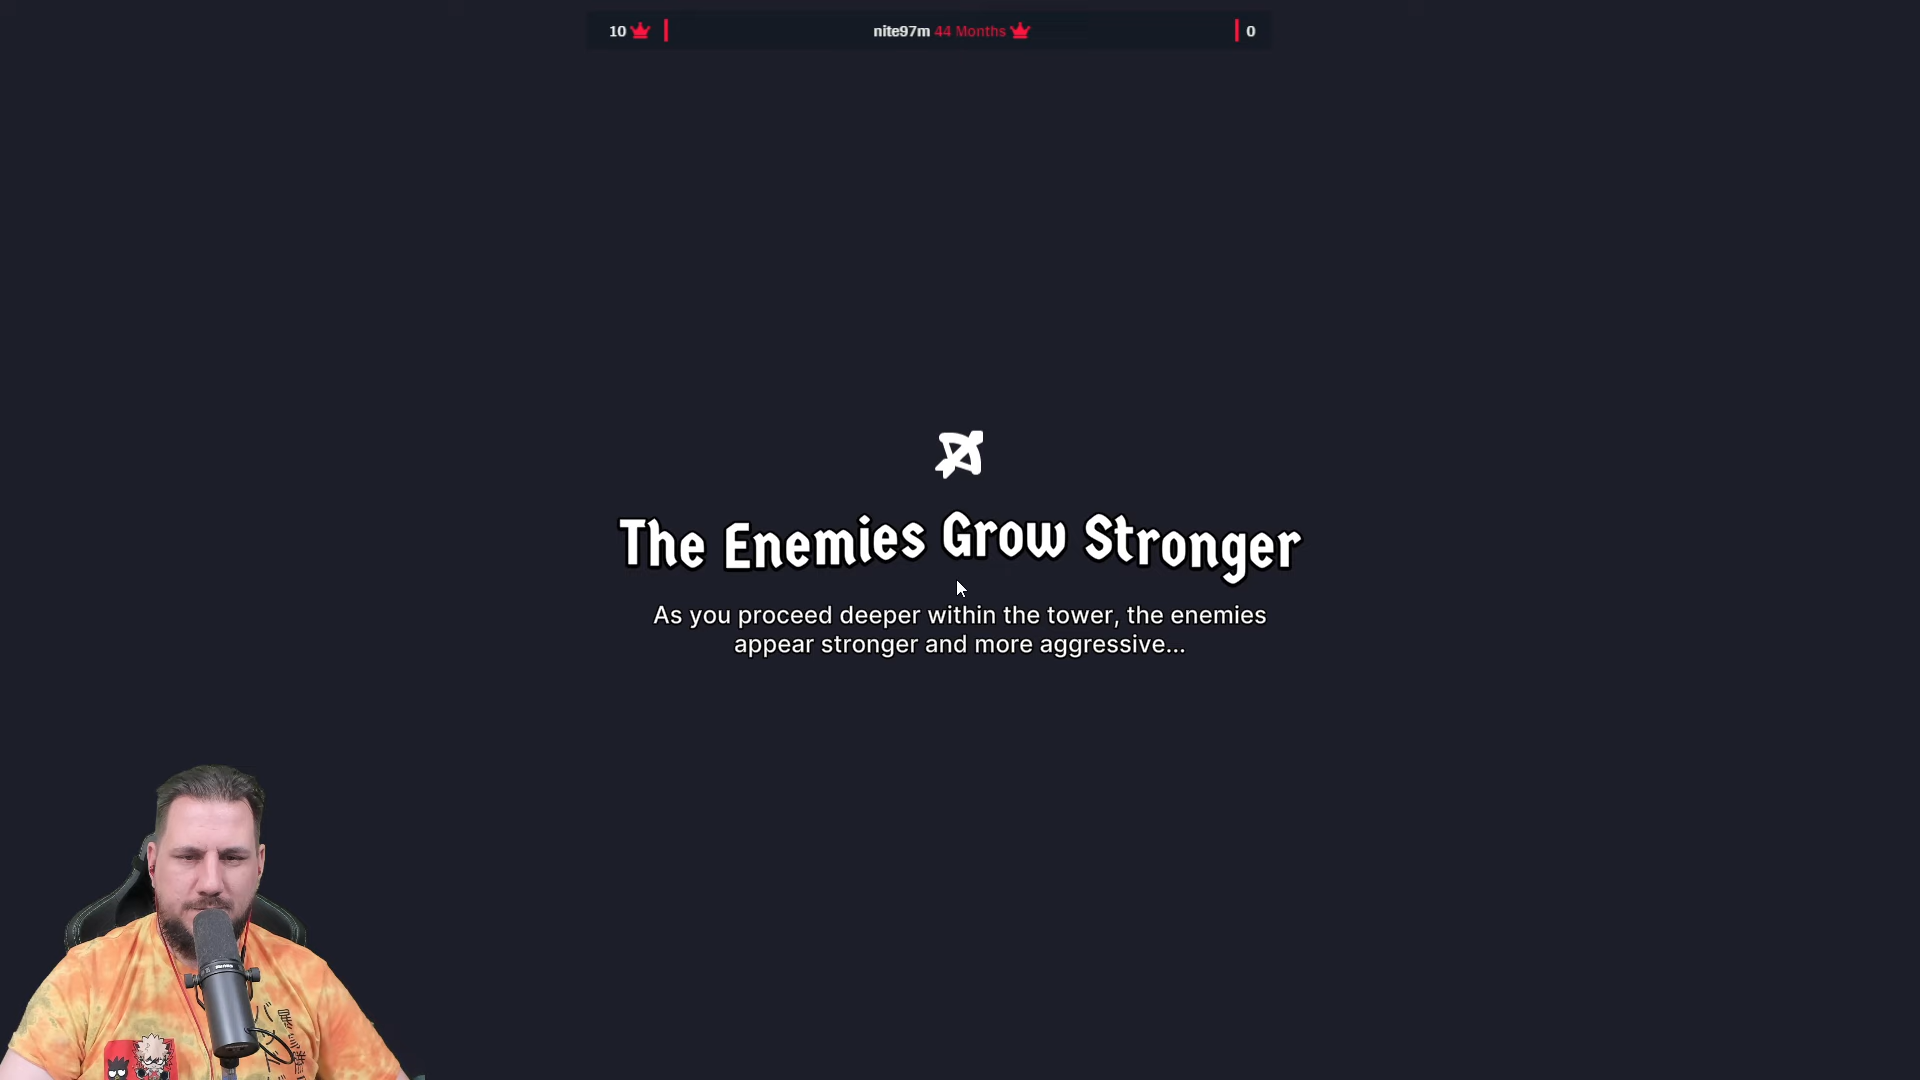 10
nite97m 44 Months
0
The Enemies Grow Stronger
As you proceed deeper within the tower, the enemies
appear stronger and more aggressive...